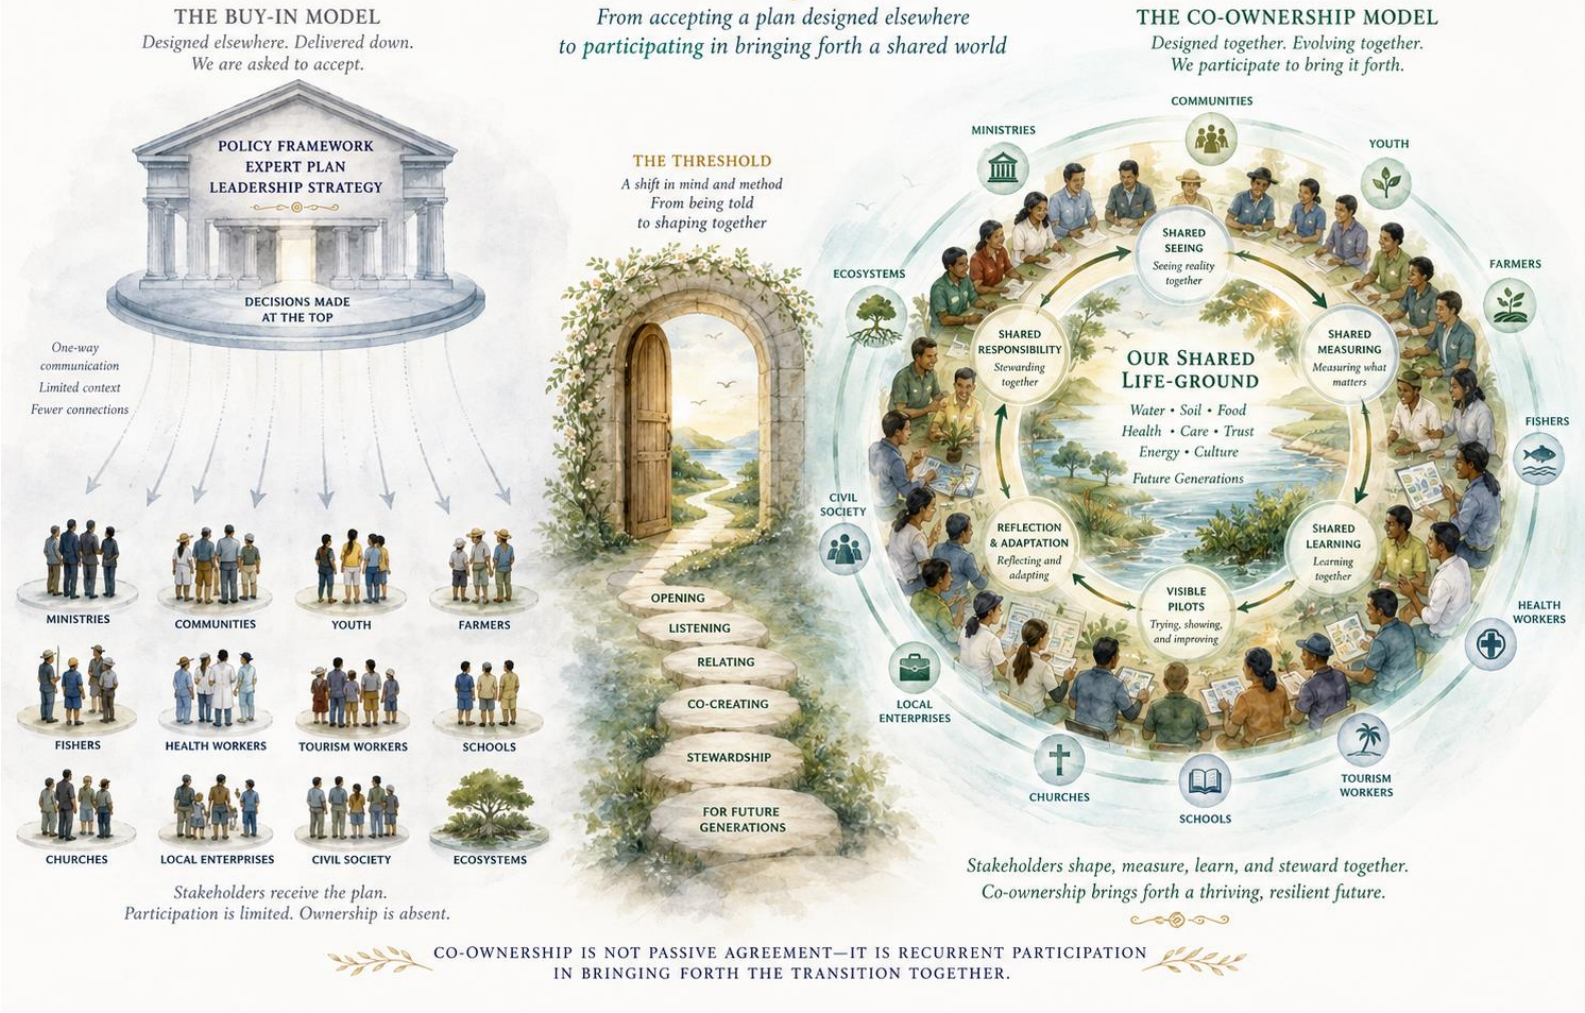 THE BUY-IN MODEL
Designed elsewhere. Delivered down.
We are asked to accept.
From accepting a plan designed elsewhere
to participating in bringing forth a shared world
THE CO-OWNERSHIP MODEL
Designed together. Evolving together.
We participate to bring it forth.
POLICY FRAMEWORK
EXPERT PLAN
LEADERSHIP STRATEGY
DECISIONS MADE
AT THE TOP
One-way
communication
Limited context
Fewer connections
MINISTRIES
COMMUNITIES
YOUTH
FARMERS
FISHERS
HEALTH WORKERS
TOURISM WORKERS
SCHOOLS
CHURCHES
LOCAL ENTERPRISES
CIVIL SOCIETY
ECOSYSTEMS
Stakeholders receive the plan.
Participation is limited. Ownership is absent.
THE THRESHOLD
A shift in mind and method
From being told
to shaping together
OPENING
LISTENING
RELATING
CO-CREATING
STEWARDSHIP
FOR FUTURE
GENERATIONS
COMMUNITIES
MINISTRIES
YOUTH
ECOSYSTEMS
FARMERS
FISHERS
CIVIL
SOCIETY
HEALTH
WORKERS
LOCAL
ENTERPRISES
TOURISM
WORKERS
CHURCHES
SCHOOLS
SHARED
SEEING
Seeing reality
together
SHARED
MEASURING
Measuring what
matters
SHARED
LEARNING
Learning
together
VISIBLE
PILOTS
Trying, showing,
and improving
REFLECTION
& ADAPTATION
Reflecting and
adapting
SHARED
RESPONSIBILITY
Stewarding
together
OUR SHARED
LIFE-GROUND
Water • Soil • Food
Health • Care • Trust
Energy • Culture
Future Generations
Stakeholders shape, measure, learn, and steward together.
Co-ownership brings forth a thriving, resilient future.
CO-OWNERSHIP IS NOT PASSIVE AGREEMENT—IT IS RECURRENT PARTICIPATION
IN BRINGING FORTH THE TRANSITION TOGETHER.